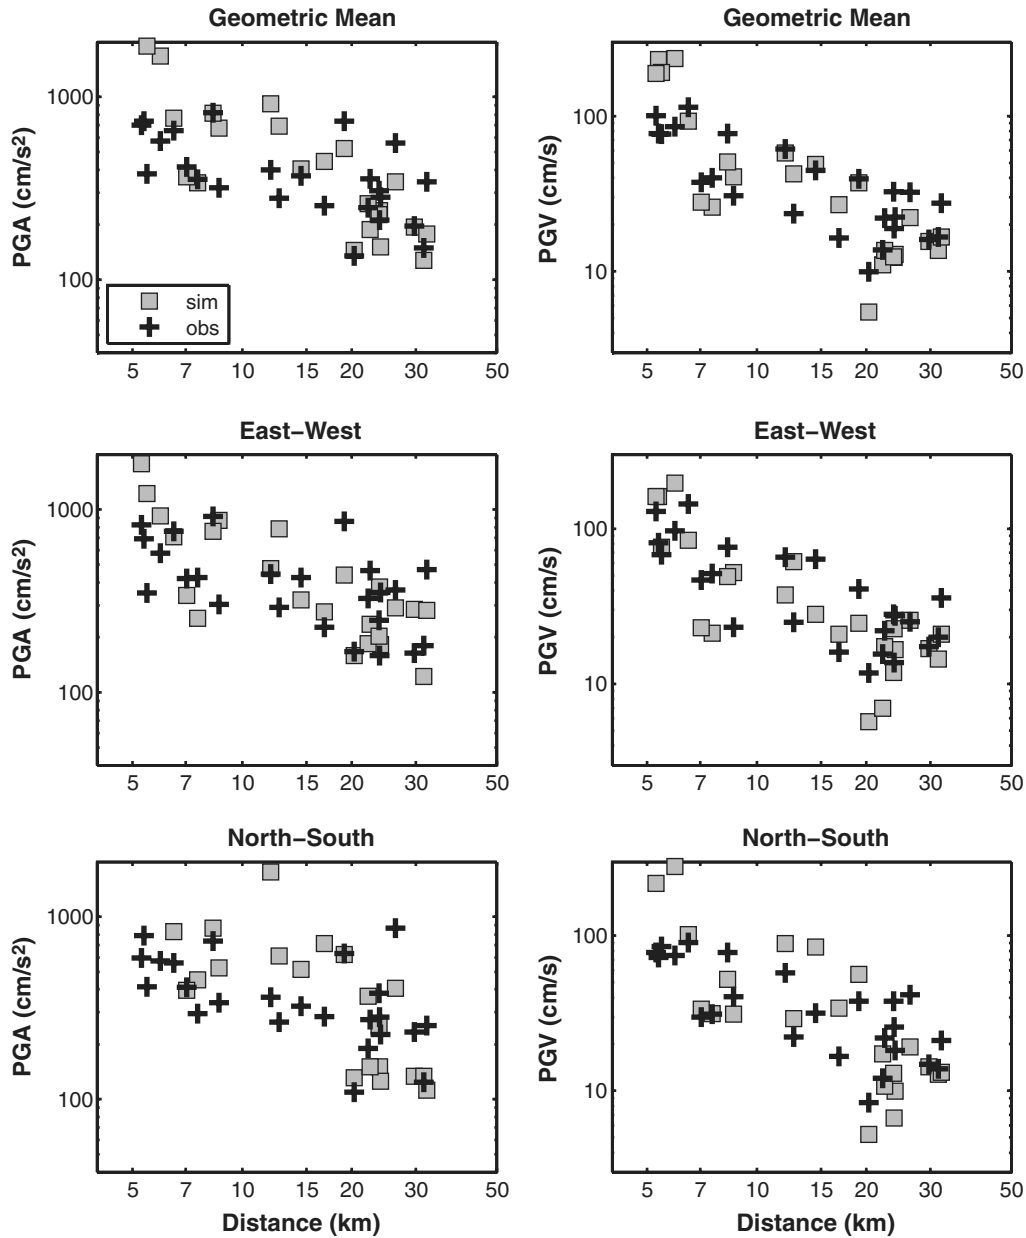 Geometric Mean
PGA (cm/s²)
1000
100
sim
obs
5 7 10 15 20 30 50
Geometric Mean
PGV (cm/s)
100
10
5 7 10 15 20 30 50
East−West
PGA (cm/s²)
1000
100
5 7 10 15 20 30 50
East−West
PGV (cm/s)
100
10
5 7 10 15 20 30 50
North−South
PGA (cm/s²)
1000
100
5 7 10 15 20 30 50
Distance (km)
North−South
PGV (cm/s)
100
10
5 7 10 15 20 30 50
Distance (km)